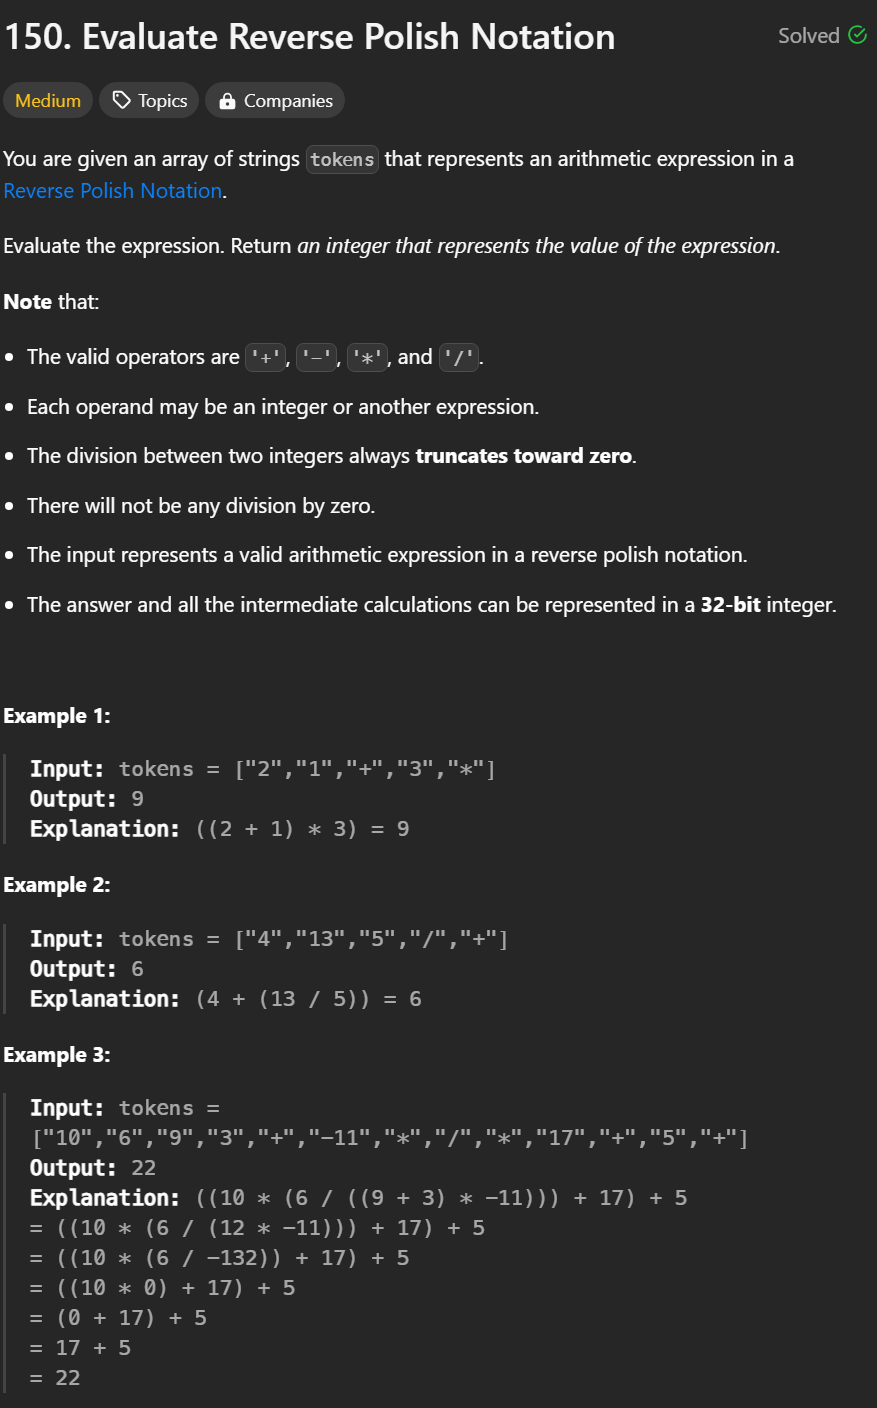 150. Evaluate Reverse Polish Notation
Solved
Medium
Topics
Companies
You are given an array of strings tokens that represents an arithmetic expression in a
Reverse Polish Notation.
Evaluate the expression. Return an integer that represents the value of the expression.
Note that:
• The valid operators are '+', '-', '*', and '/'.
• Each operand may be an integer or another expression.
• The division between two integers always truncates toward zero.
• There will not be any division by zero.
• The input represents a valid arithmetic expression in a reverse polish notation.
• The answer and all the intermediate calculations can be represented in a 32-bit integer.
Example 1:
Input: tokens = ["2","1","+","3","*"]
Output: 9
Explanation: ((2 + 1) * 3) = 9
Example 2:
Input: tokens = ["4","13","5","/","+"]
Output: 6
Explanation: (4 + (13 / 5)) = 6
Example 3:
Input: tokens =
["10","6","9","3","+","-11","*","/","*","17","+","5","+"]
Output: 22
Explanation: ((10 * (6 / ((9 + 3) * -11))) + 17) + 5
= ((10 * (6 / (12 * -11))) + 17) + 5
= ((10 * (6 / -132)) + 17) + 5
= ((10 * 0) + 17) + 5
= (0 + 17) + 5
= 17 + 5
= 22